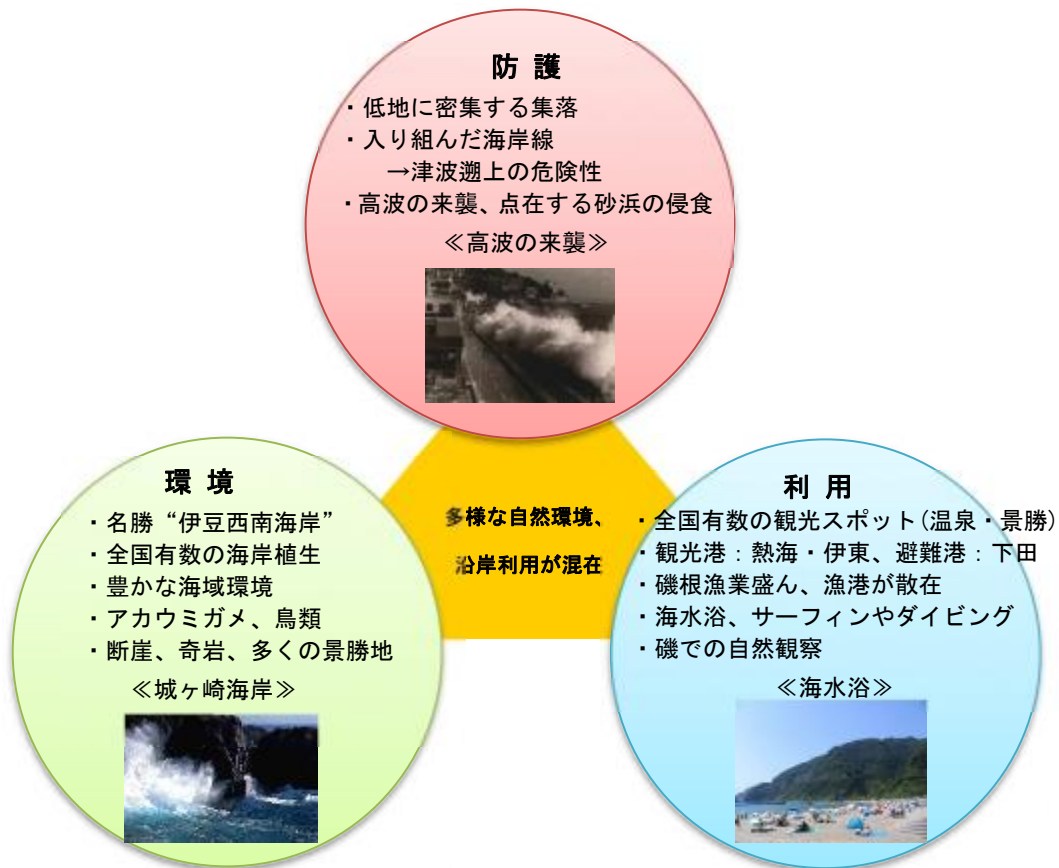 防 護
・低地に密集する集落
・入り組んだ海岸線
→津波遡上の危険性
・高波の来襲、点在する砂浜の侵食
≪高波の来襲≫
環 境
・名勝“伊豆西南海岸”
・全国有数の海岸植生
・豊かな海域環境
・アカウミガメ、鳥類
・断崖、奇岩、多くの景勝地
≪城ヶ崎海岸≫
多様な自然環境、
沿岸利用が混在
利 用
・全国有数の観光スポット(温泉・景勝)
・観光港：熱海・伊東、避難港：下田
・磯根漁業盛ん、漁港が散在
・海水浴、サーフィンやダイビング
・磯での自然観察
≪海水浴≫